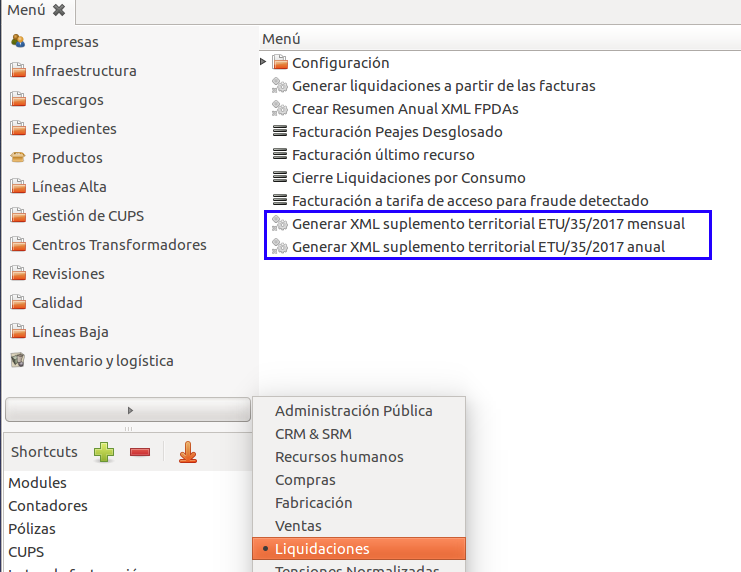 Menú
Empresas
Infraestructura
Descargos
Expedientes
Productos
Líneas Alta
Gestión de CUPS
Centros Transformadores
Revisiones
Calidad
Líneas Baja
Inventario y logística
Menú
Configuración
Generar liquidaciones a partir de las facturas
Crear Resumen Anual XML FPDAs
Facturación Peajes Desglosado
Facturación último recurso
Cierre Liquidaciones por Consumo
Facturación a tarifa de acceso para fraude detectado
Generar XML suplemento territorial ETU/35/2017 mensual
Generar XML suplemento territorial ETU/35/2017 anual
Shortcuts
Modules
Contadores
Pólizas
CUPS
Administración Pública
CRM & SRM
Recursos humanos
Compras
Fabricación
Ventas
Liquidaciones
Tensiones Normalizadas